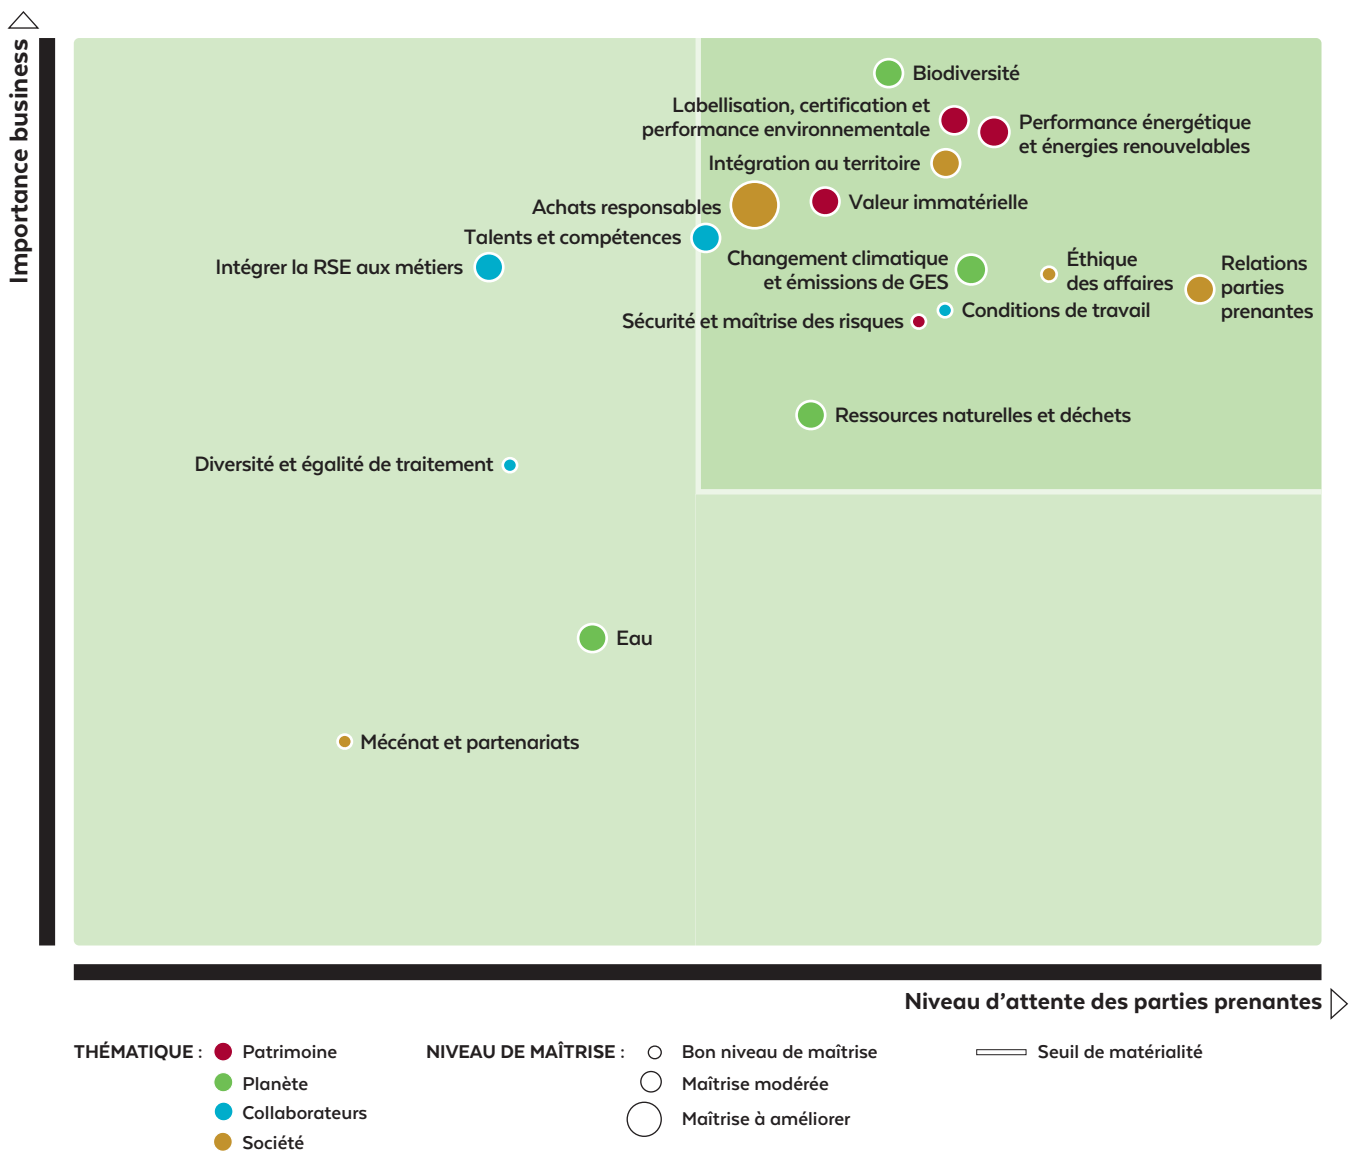 Importance business
Biodiversité
Labellisation, certification et
performance environnementale
Performance énergétique
et énergies renouvelables
Intégration au territoire
Achats responsables
Valeur immatérielle
Talents et compétences
Intégrer la RSE aux métiers
Changement climatique
et émissions de GES
Éthique
des affaires
Relations
parties
prenantes
Sécurité et maîtrise des risques
Conditions de travail
Ressources naturelles et déchets
Diversité et égalité de traitement
Eau
Mécénat et partenariats
Niveau d’attente des parties prenantes
THÉMATIQUE :
Patrimoine
Planète
Collaborateurs
Société
NIVEAU DE MAÎTRISE :
Bon niveau de maîtrise
Maîtrise modérée
Maîtrise à améliorer
Seuil de matérialité